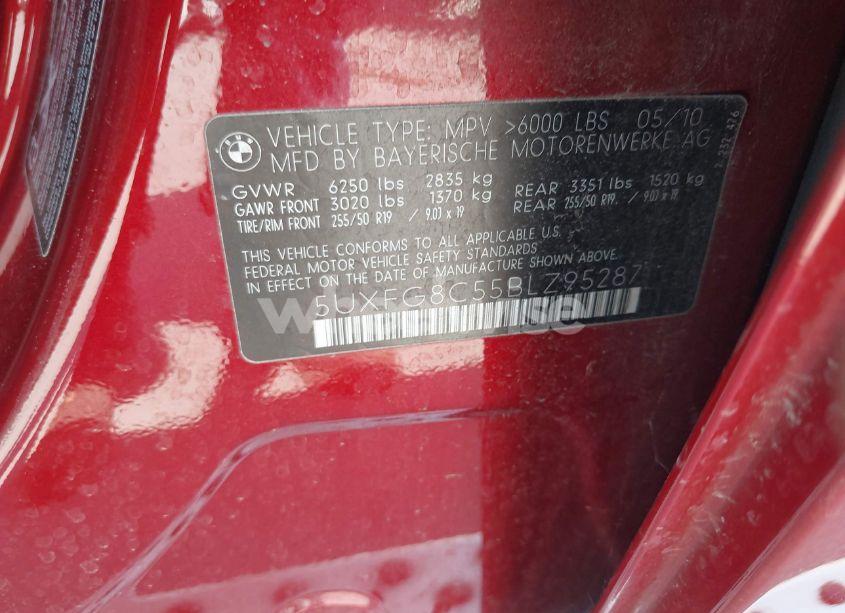 VEHICLE TYPE: MPV >6000 LBS 05/10
MFD BY BAYERISCHE MOTORENWERKE AG
GVWR 6250 lbs 2835 kg
GAWR FRONT 3020 lbs 1370 kg REAR 3351 lbs 1520 kg
TIRE/RIM FRONT 255/50 R19 / 9.0J x 19 REAR 255/50 R19 / 9.0J x 19
THIS VEHICLE CONFORMS TO ALL APPLICABLE U.S.
FEDERAL MOTOR VEHICLE SAFETY STANDARDS
IN EFFECT ON THE DATE OF MANUFACTURE SHOWN ABOVE.
5UXFG8C55BLZ95287